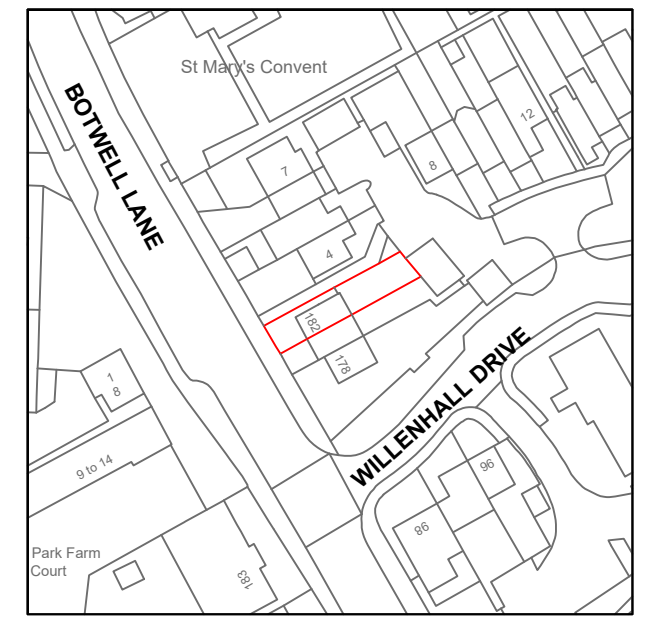 St Mary's Convent
BOTWELL LANE
12
8
7
4
182
178
WILLENHALL DRIVE
1
8
9 to 14
96
86
Park Farm
Court
183